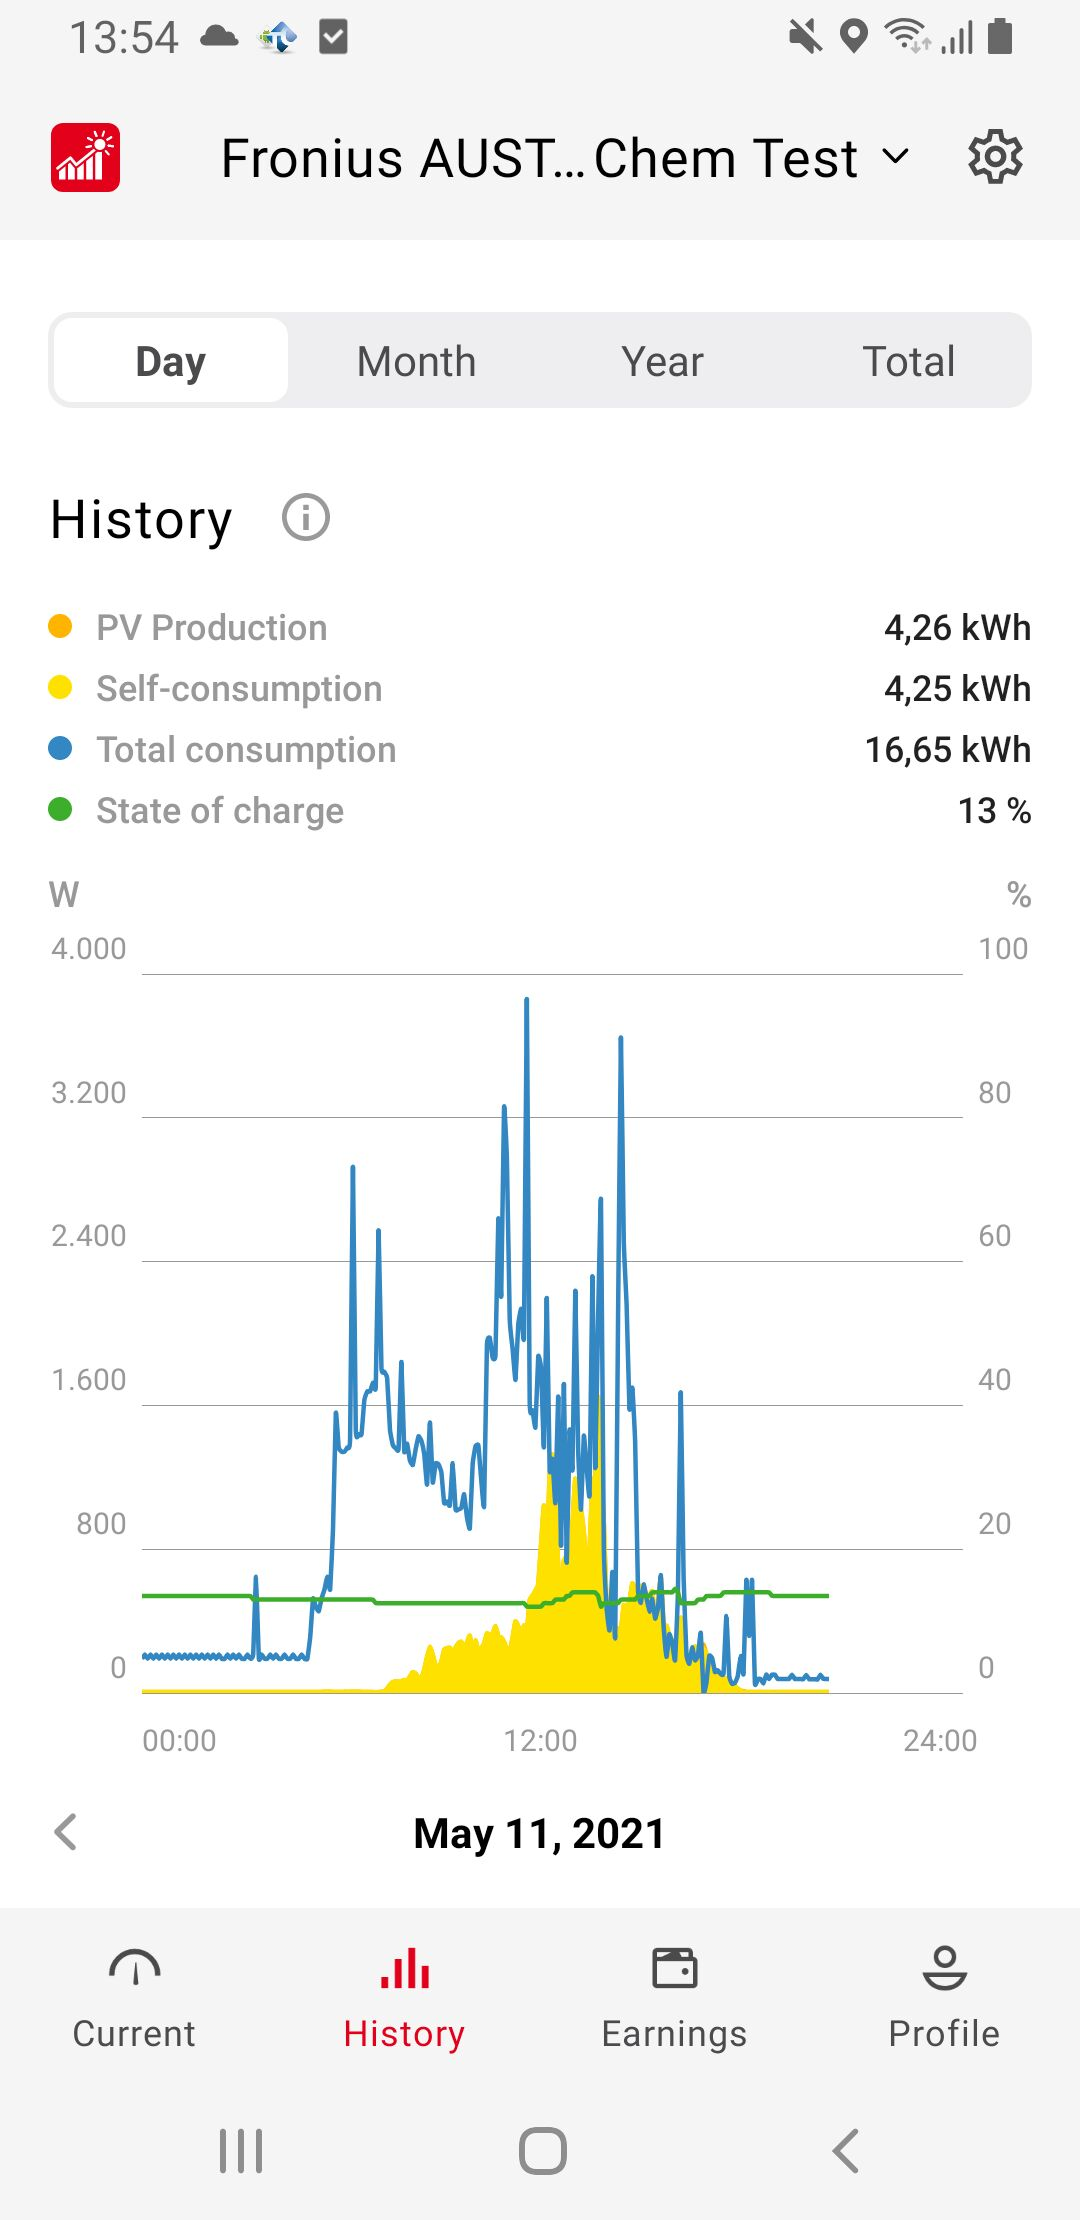 13:54
Fronius AUST... Chem Test
Day Month Year Total
History
PV Production 4,26 kWh
Self-consumption 4,25 kWh
Total consumption 16,65 kWh
State of charge 13 %
W %
4.000 100
3.200 80
2.400 60
1.600 40
800 20
0 0
00:00 12:00 24:00
May 11, 2021
Current History Earnings Profile